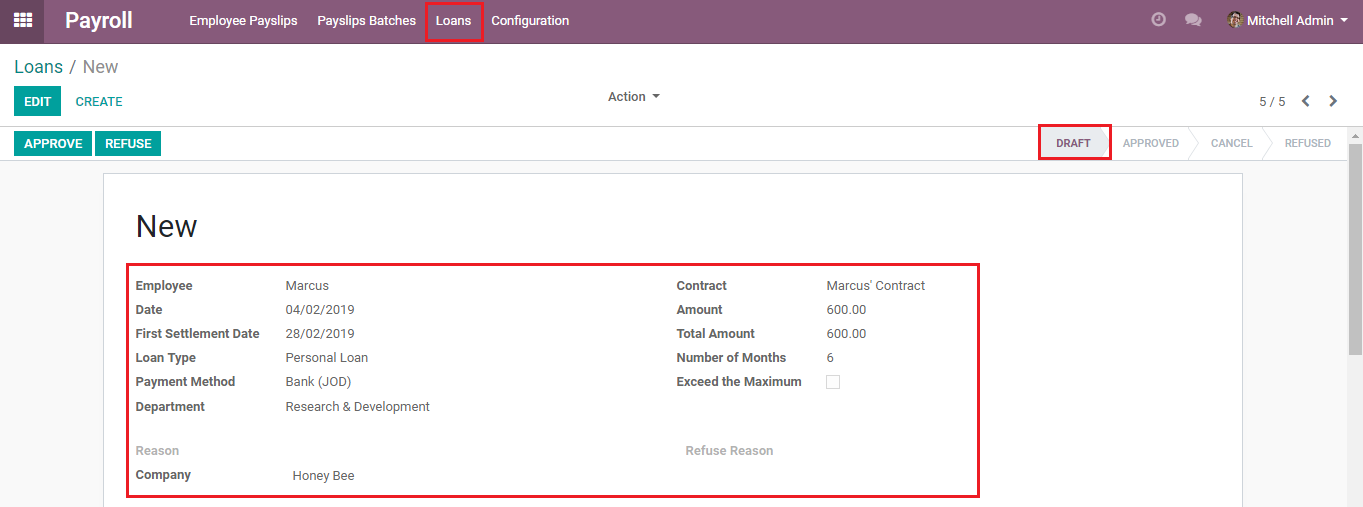 Payroll Employee Payslips Payslips Batches Loans Configuration Mitchell Admin
Loans / New
EDIT CREATE Action 5 / 5
APPROVE REFUSE DRAFT APPROVED CANCEL REFUSED
New
Employee Marcus Contract Marcus' Contract
Date 04/02/2019 Amount 600.00
First Settlement Date 28/02/2019 Total Amount 600.00
Loan Type Personal Loan Number of Months 6
Payment Method Bank (JOD) Exceed the Maximum
Department Research & Development
Reason Refuse Reason
Company Honey Bee